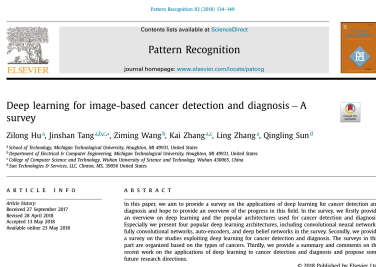 Pattern Recognition 83 (2018) 134–149
Contents lists available at ScienceDirect
Pattern Recognition
journal homepage: www.elsevier.com/locate/patcog
ELSEVIER
Deep learning for image-based cancer detection and diagnosis – A
survey
Zilong Hu a, Jinshan Tang a,b,c,*, Ziming Wang b, Kai Zhang a,c, Ling Zhang a, Qingling Sun d
a School of Technology, Michigan Technological University, Houghton, MI 49931, United States
b Department of Electrical & Computer Engineering, Michigan Technological University, Houghton, MI 49931, United States
c College of Computer Science and Technology, Wuhan University of Science and Technology, Wuhan 430065, China
d Sun Technologies & Services, LLC, Clinton, MS, 39056 United States
ARTICLE INFO
Article history:
Received 27 September 2017
Revised 28 April 2018
Accepted 13 May 2018
Available online 23 May 2018
ABSTRACT
In this paper, we aim to provide a survey on the applications of deep learning for cancer detection an
diagnosis and hope to provide an overview of the progress in this field. In the survey, we firstly provid
an overview on deep learning and the popular architectures used for cancer detection and diagnosi
Especially we present four popular deep learning architectures, including convolutional neural network
fully convolutional networks, auto-encoders, and deep belief networks in the survey. Secondly, we provid
a survey on the studies exploiting deep learning for cancer detection and diagnosis. The surveys in th
part are organized based on the types of cancers. Thirdly, we provide a summary and comments on th
recent work on the applications of deep learning to cancer detection and diagnosis and propose som
future research directions.
© 2018 Published by Elsevier Ltd